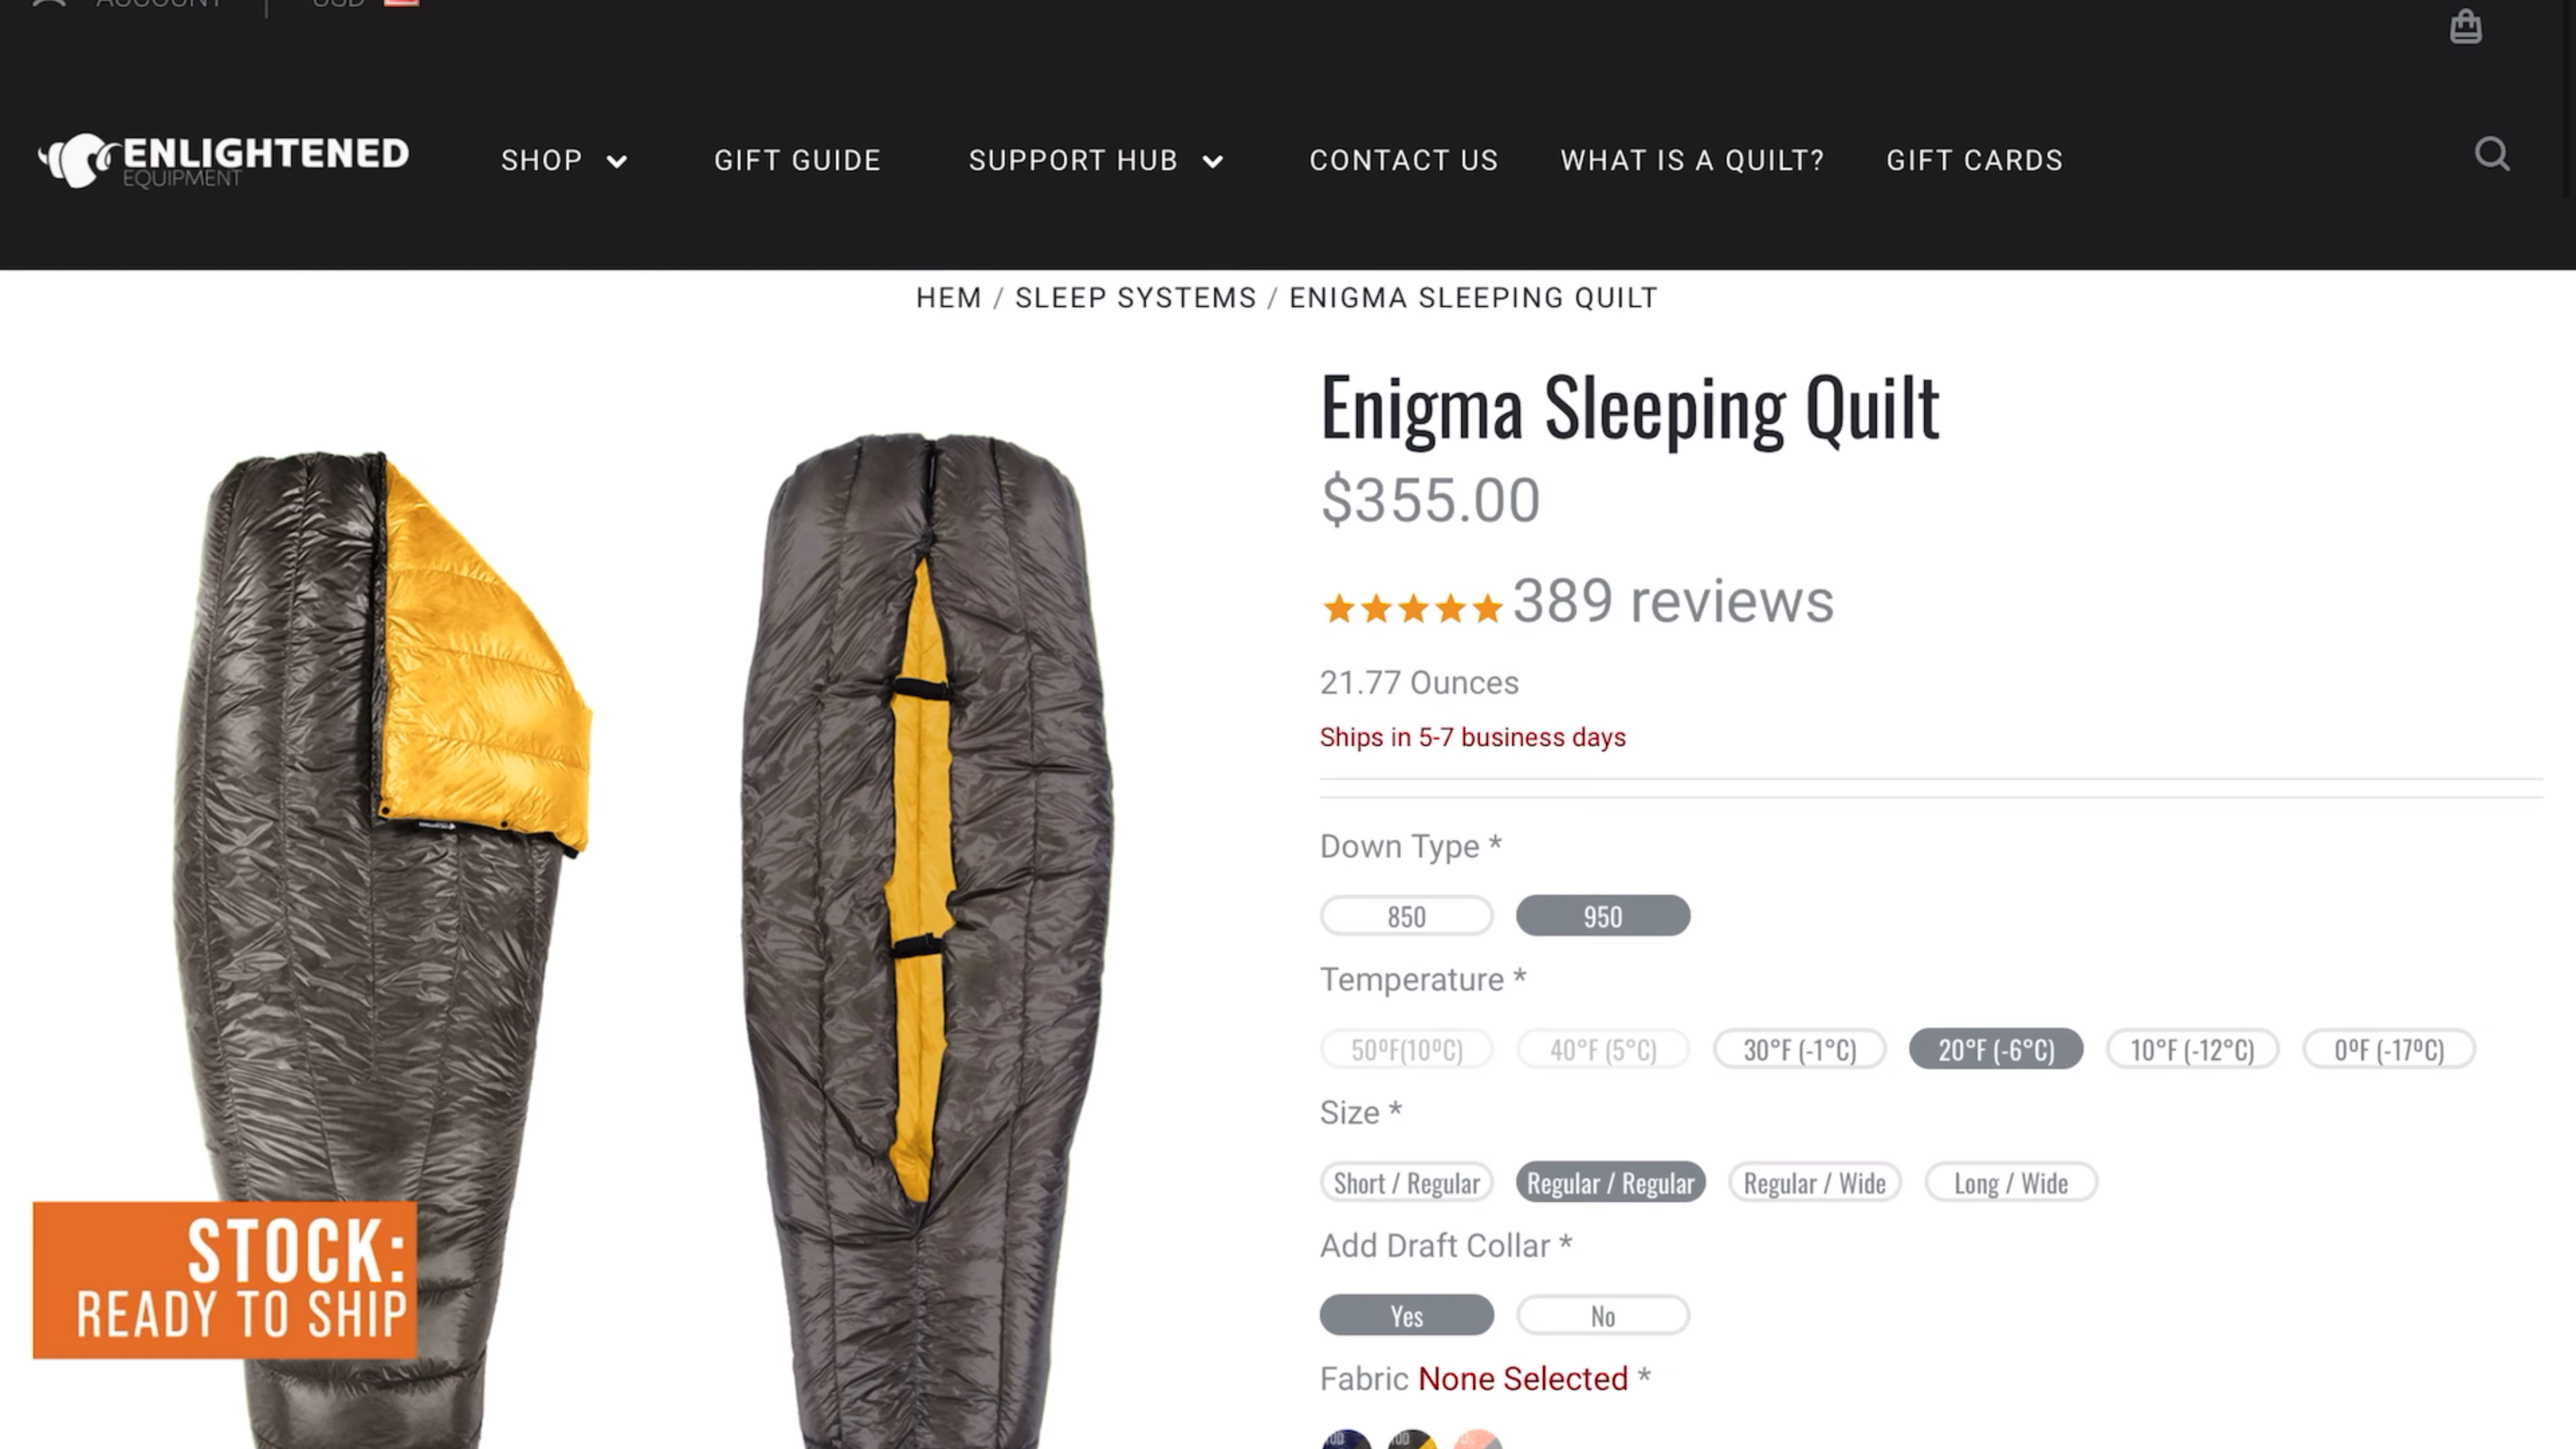 ACCOUNT | USD
ENLIGHTENED
EQUIPMENT
SHOP
GIFT GUIDE
SUPPORT HUB
CONTACT US
WHAT IS A QUILT?
GIFT CARDS
HEM / SLEEP SYSTEMS / ENIGMA SLEEPING QUILT
Enigma Sleeping Quilt
$355.00
389 reviews
21.77 Ounces
Ships in 5-7 business days
Down Type *
850 950
Temperature *
50ºF(10ºC) 40°F (5°C) 30°F (-1°C) 20°F (-6°C) 10°F (-12°C) 0ºF (-17ºC)
Size *
Short / Regular Regular / Regular Regular / Wide Long / Wide
Add Draft Collar *
Yes No
Fabric None Selected *
STOCK:
READY TO SHIP